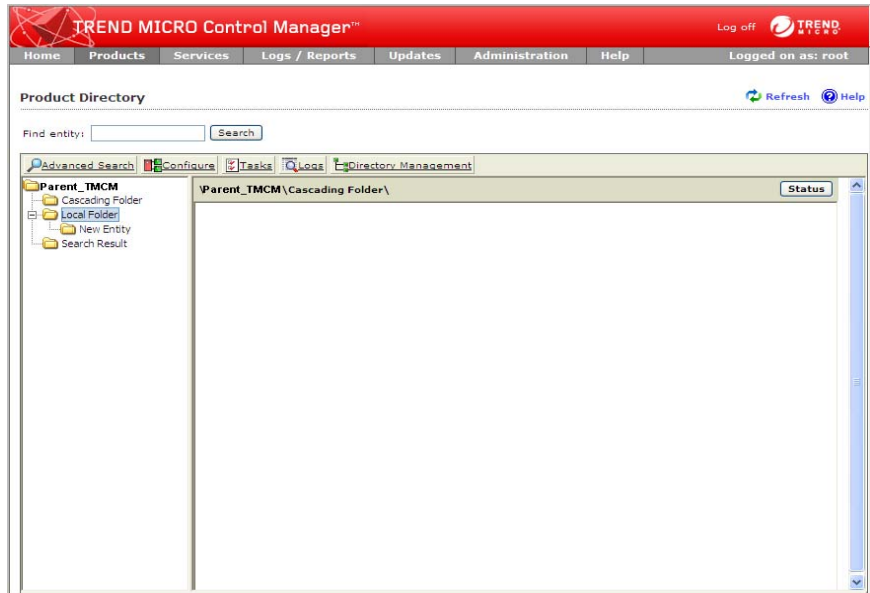 TREND MICRO Control Manager™
Log off
TREND MICRO
Home Products Services Logs / Reports Updates Administration Help Logged on as: root
Product Directory
Refresh Help
Find entity: Search
Advanced Search Configure Tasks Logs Directory Management
Parent_TMCM
Cascading Folder
Local Folder
New Entity
Search Result
\Parent_TMCM\Cascading Folder\
Status